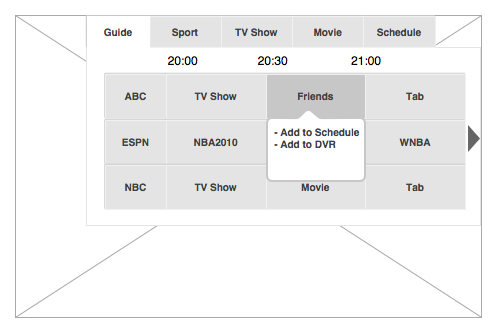 Guide Sport TV Show Movie Schedule
20:00 20:30 21:00
ABC TV Show Friends Tab
- Add to Schedule
- Add to DVR
ESPN NBA2010 WNBA
NBC TV Show Movie Tab